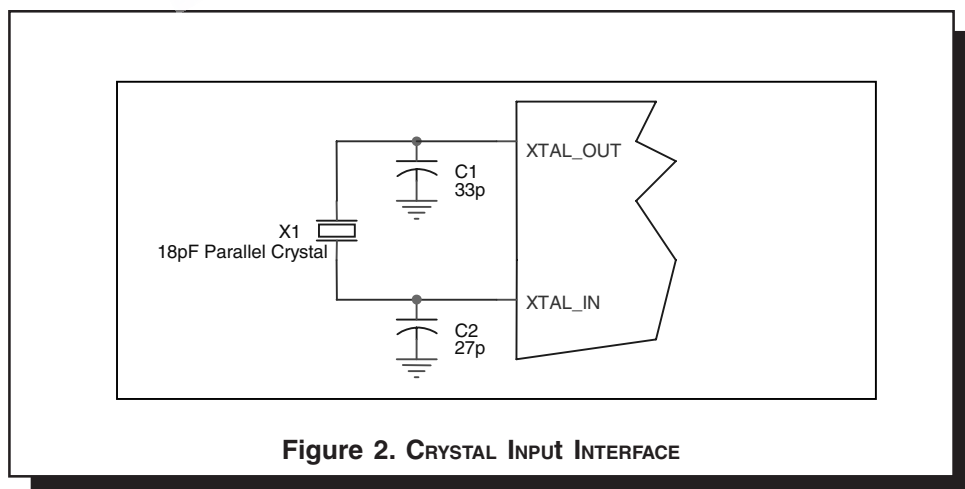 XTAL_OUT
C1
33p
X1
18pF Parallel Crystal
XTAL_IN
C2
27p
Figure 2. CRYSTAL INPUt INTERFACE